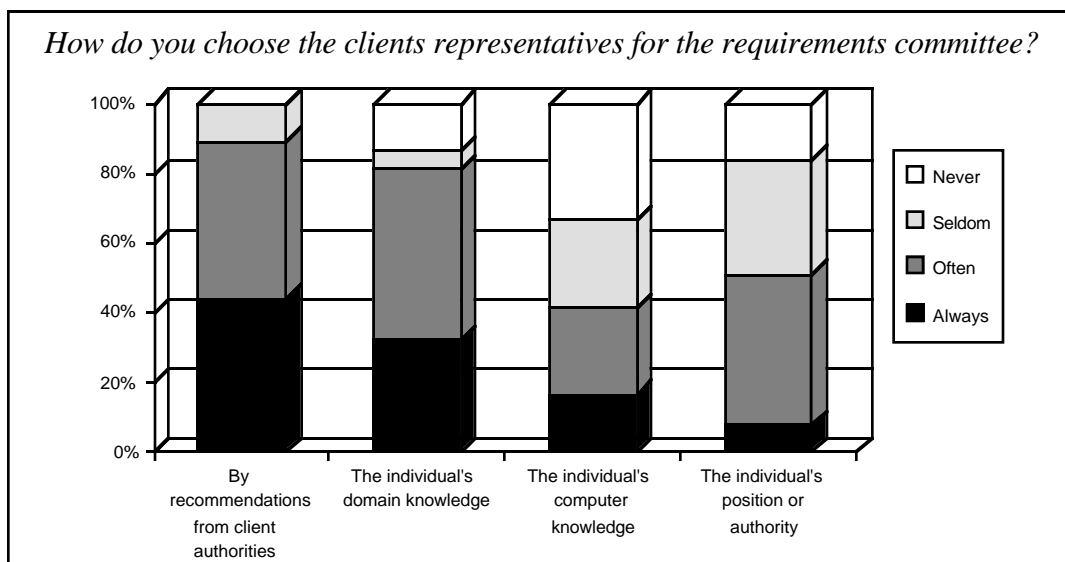 How do you choose the clients representatives for the requirements committee?
100%
80%
60%
40%
20%
0%
By
recommendations
from client
authorities
The individual's
domain knowledge
The individual's
computer
knowledge
The individual's
position or
authority
Never
Seldom
Often
Always